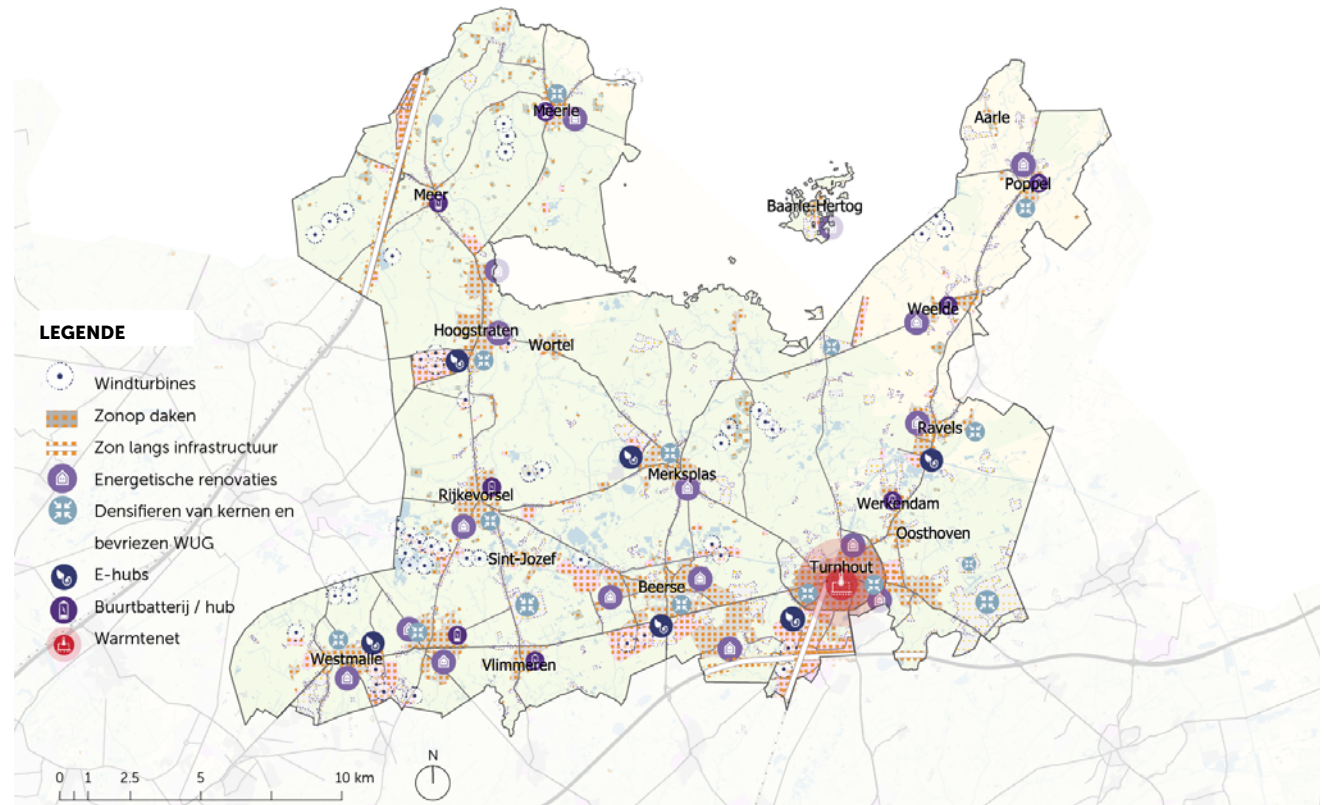 Meerle
Aarle
Poppel
Meer
Baarle-Hertog
Weelde
Hoogstraten
Wortel
Ravels
Merksplas
Rijkevorsel
Werkendam
Oosthoven
Sint-Jozef
Turnhout
Beerse
Westmalle
Vlimmeren
LEGENDE
Windturbines
Zonop daken
Zon langs infrastructuur
Energetische renovaties
Densifieren van kernen en
bevriezen WUG
E-hubs
Buurtbatterij / hub
Warmtenet
0 1 2.5 5 10 km
N